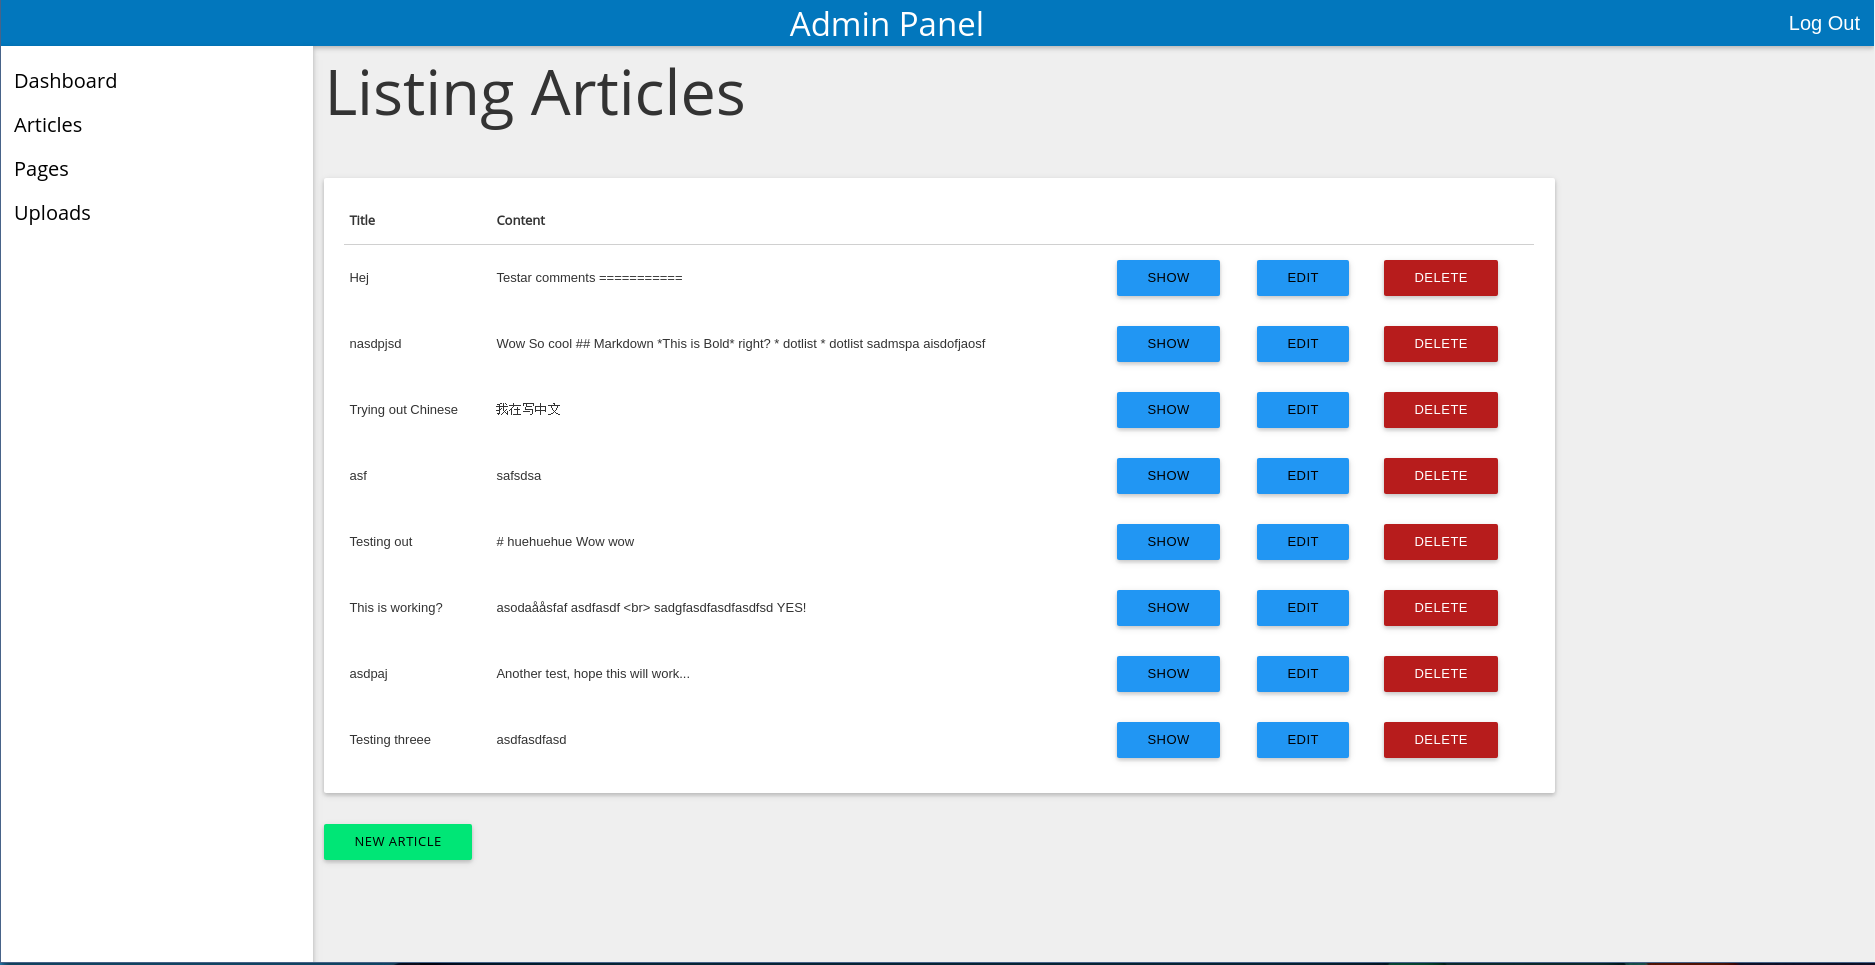 Admin Panel
Log Out
Dashboard
Articles
Pages
Uploads
Listing Articles
Title Content
Hej Testar comments =========== SHOW EDIT DELETE
nasdpjsd Wow So cool ## Markdown *This is Bold* right? * dotlist * dotlist sadmspa aisdofjaosf SHOW EDIT DELETE
Trying out Chinese 我在写中文 SHOW EDIT DELETE
asf safsdsa SHOW EDIT DELETE
Testing out # huehuehue Wow wow SHOW EDIT DELETE
This is working? asodaååsfaf asdfasdf <br> sadgfasdfasdfasdfsd YES! SHOW EDIT DELETE
asdpaj Another test, hope this will work... SHOW EDIT DELETE
Testing threee asdfasdfasd SHOW EDIT DELETE
NEW ARTICLE